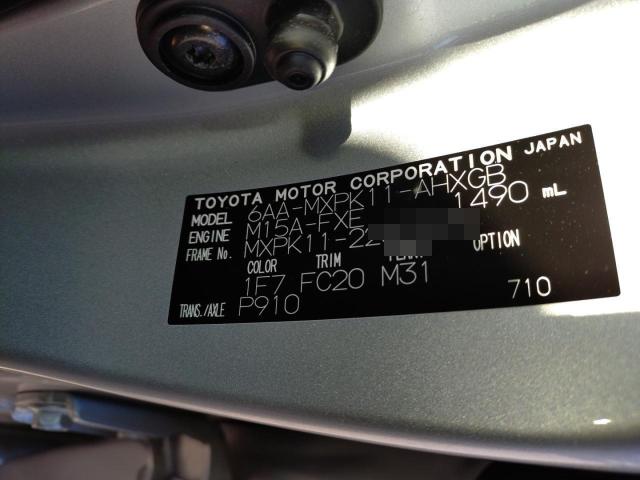 TOYOTA MOTOR CORPORATION JAPAN
MODEL 6AA-MXPK11-AHXGB
ENGINE M15A-FXE 1490 mL
FRAME No. MXPK11-22
COLOR TRIM OPTION
1F7 FC20 M31
TRANS./AXLE P910 710